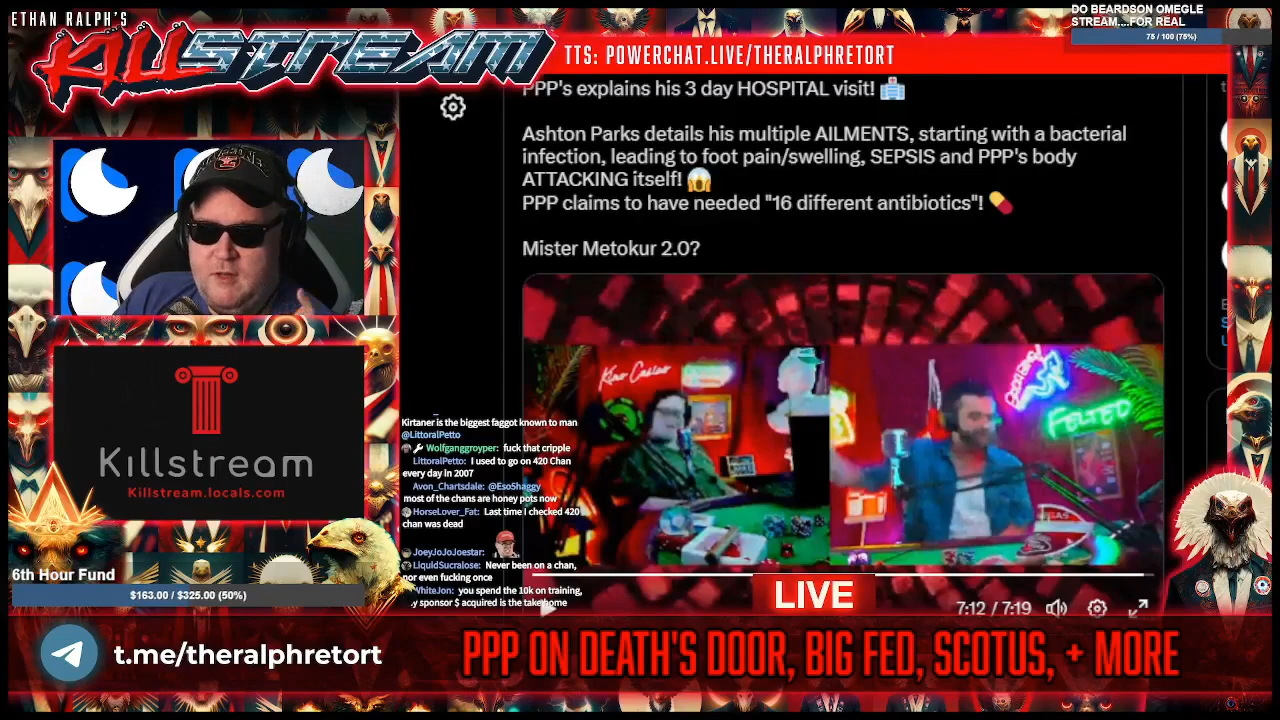 ETHAN RALPH'S
KILLSTREAM
TTS: POWERCHAT.LIVE/THERALPHRETORT
DO BEARDSON OMEGLE
STREAM....FOR REAL
75 / 100 (75%)
PPP's explains his 3 day HOSPITAL visit! 🏥
Ashton Parks details his multiple AILMENTS, starting with a bacterial
infection, leading to foot pain/swelling, SEPSIS and PPP's body
ATTACKING itself! 😱
PPP claims to have needed "16 different antibiotics"! 💊
Mister Metokur 2.0?
Kino Casino
FELTED
Killstream
Killstream.locals.com
Kirtaner is the biggest faggot known to man
@LittoralPetto
Wolfganggroyper: fuck that cripple
LittoralPetto: I used to go on 420 Chan
every day in 2007
Avon_Chartsdale: @EsoShaggy
most of the chans are honey pots now
HorseLover_Fat: Last time I checked 420
chan was dead
JoeyJoJoJoestar:
LiquidSucralose: Never been on a chan,
nor even fucking once
WhiteJon: you spend the 10k on training,
y sponsor $ acquired is the take home
6th Hour Fund
$163.00 / $325.00 (50%)
LIVE
7:12 / 7:19
t.me/theralphretort
PPP ON DEATH'S DOOR, BIG FED, SCOTUS, + MORE